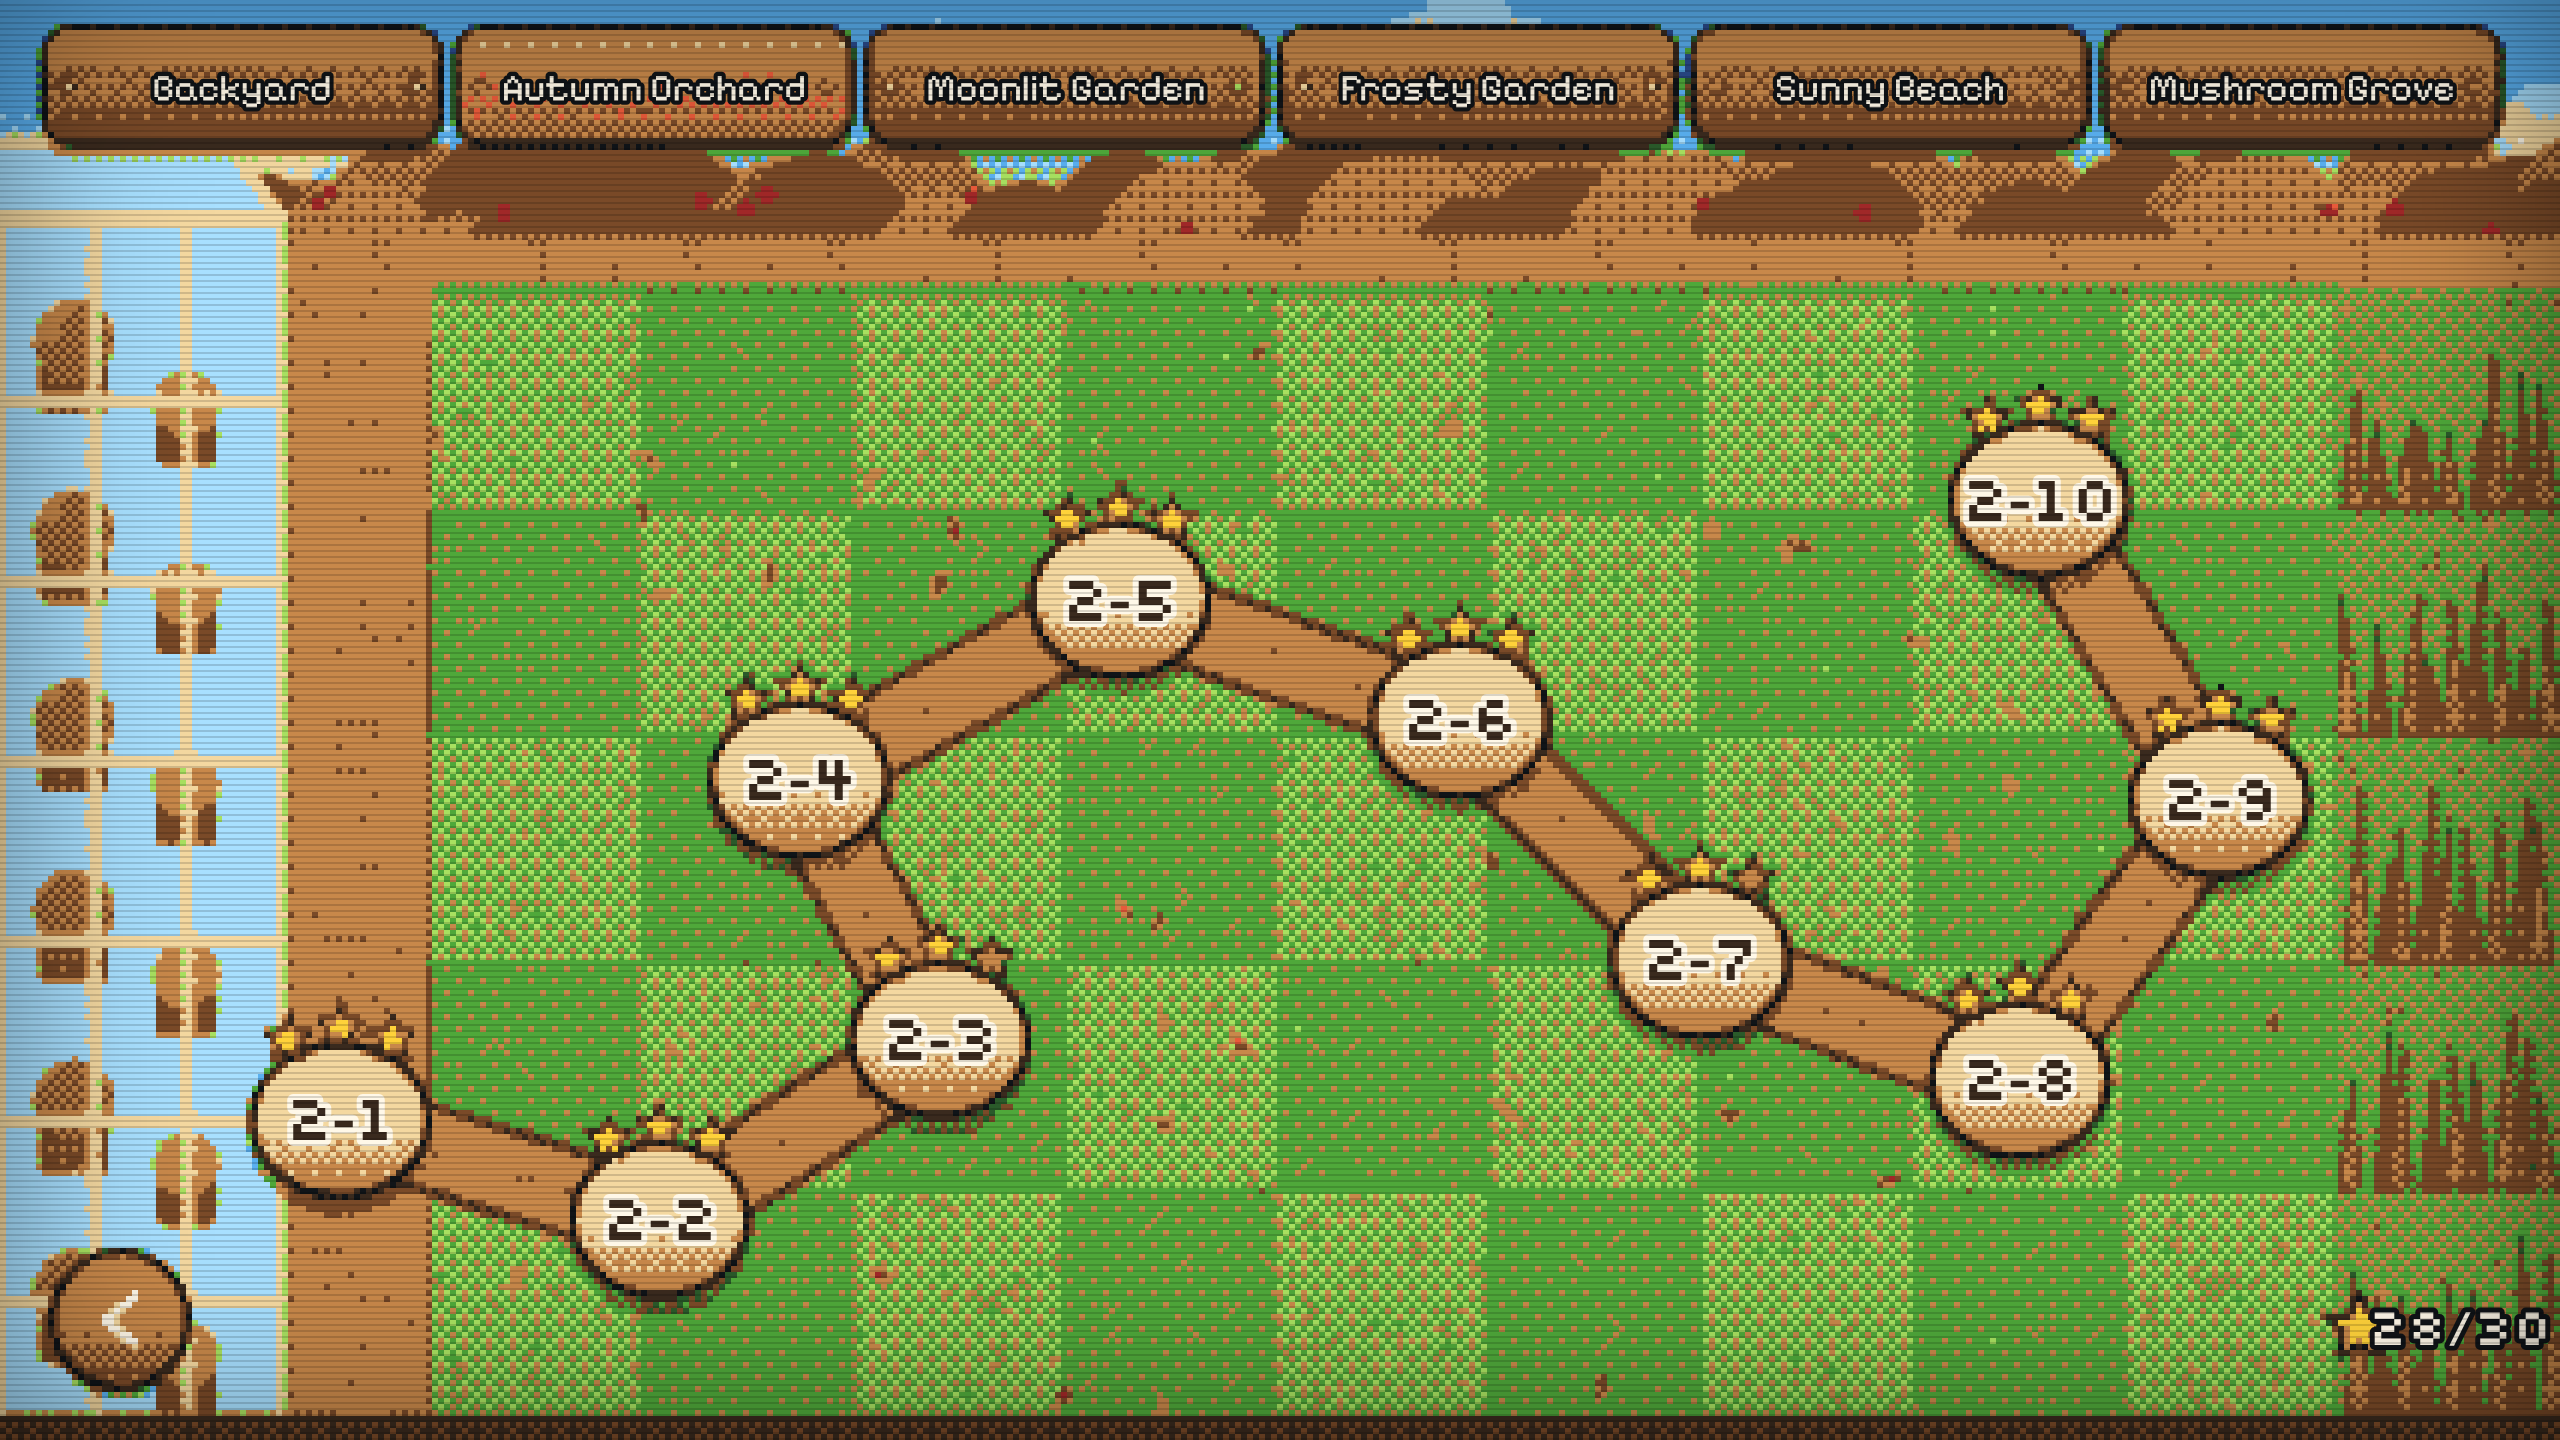 Backyard
Autumn Orchard
Moonlit Garden
Frosty Garden
Sunny Beach
Mushroom Grove
2-10
2-5
2-6
2-4
2-9
2-7
2-3
2-8
2-1
2-2
28/30